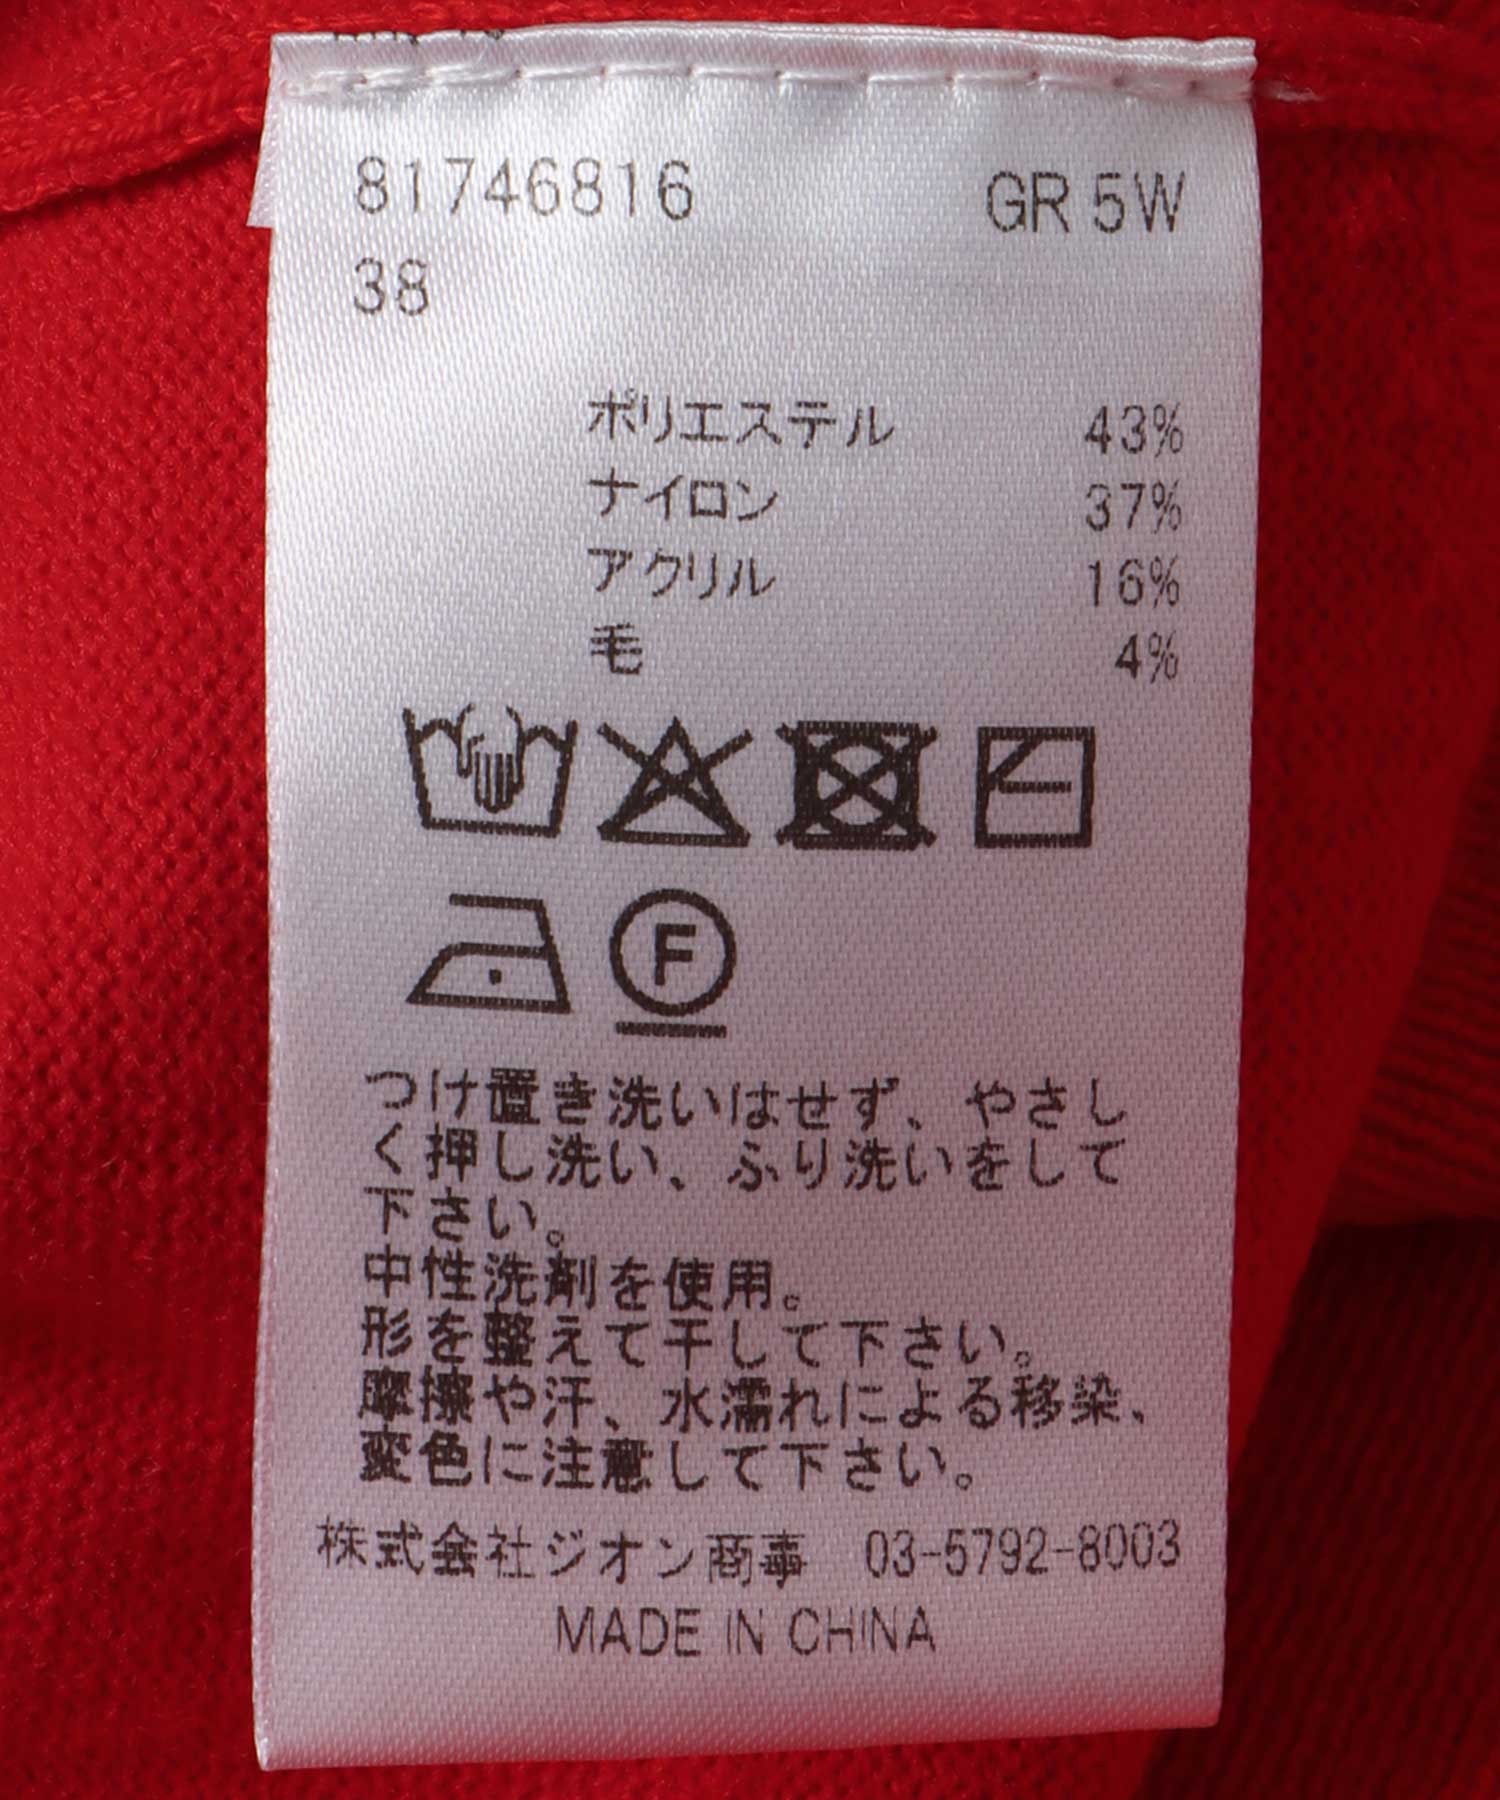 81746816 GR 5W
38
ポリエステル 43%
ナイロン 37%
アクリル 16%
毛 4%
F
つけ置き洗いはせず、やさし
く押し洗い、ふり洗いをして
下さい。
中性洗剤を使用。
形を整えて干して下さい。
摩擦や汗、水濡れによる移染、
変色に注意して下さい。
株式会社ジオン商事 03-5792-8003
MADE IN CHINA